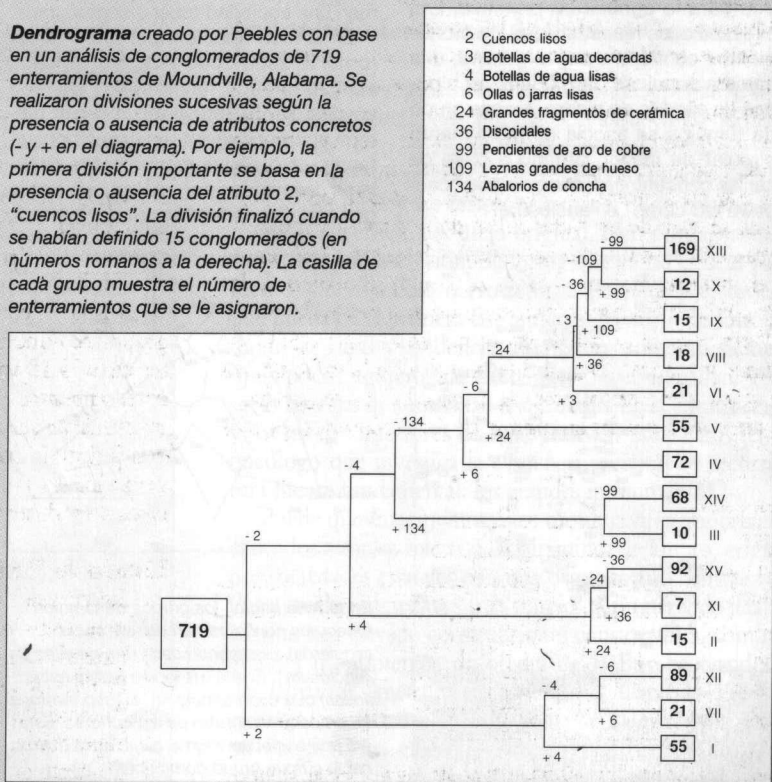 Dendrograma creado por Peebles con base
en un análisis de conglomerados de 719
enterramientos de Moundville, Alabama. Se
realizaron divisiones sucesivas según la
presencia o ausencia de atributos concretos
(- y + en el diagrama). Por ejemplo, la
primera división importante se basa en la
presencia o ausencia del atributo 2,
"cuencos lisos". La división finalizó cuando
se habían definido 15 conglomerados (en
números romanos a la derecha). La casilla de
cada grupo muestra el número de
enterramientos que se le asignaron.
2 Cuencos lisos
3 Botellas de agua decoradas
4 Botellas de agua lisas
6 Ollas o jarras lisas
24 Grandes fragmentos de cerámica
36 Discoidales
99 Pendientes de aro de cobre
109 Leznas grandes de hueso
134 Abalorios de concha
- 99
169 XIII
109
- 36
+ 99
12 X
- 3
+ 109
15 IX
- 24
+ 36
18 VIII
- 6
+ 3
21 VI
- 134
+ 24
55 V
- 4
+ 6
72 IV
99
68 XIV
+ 134
- 2
+ 99
10 III
- 36
92 XV
24
719
+ 4
+ 36
7 XI
24
15 II
- 6
89 XII
4
+ 6
21 VII
+ 2
+ 4
55 I